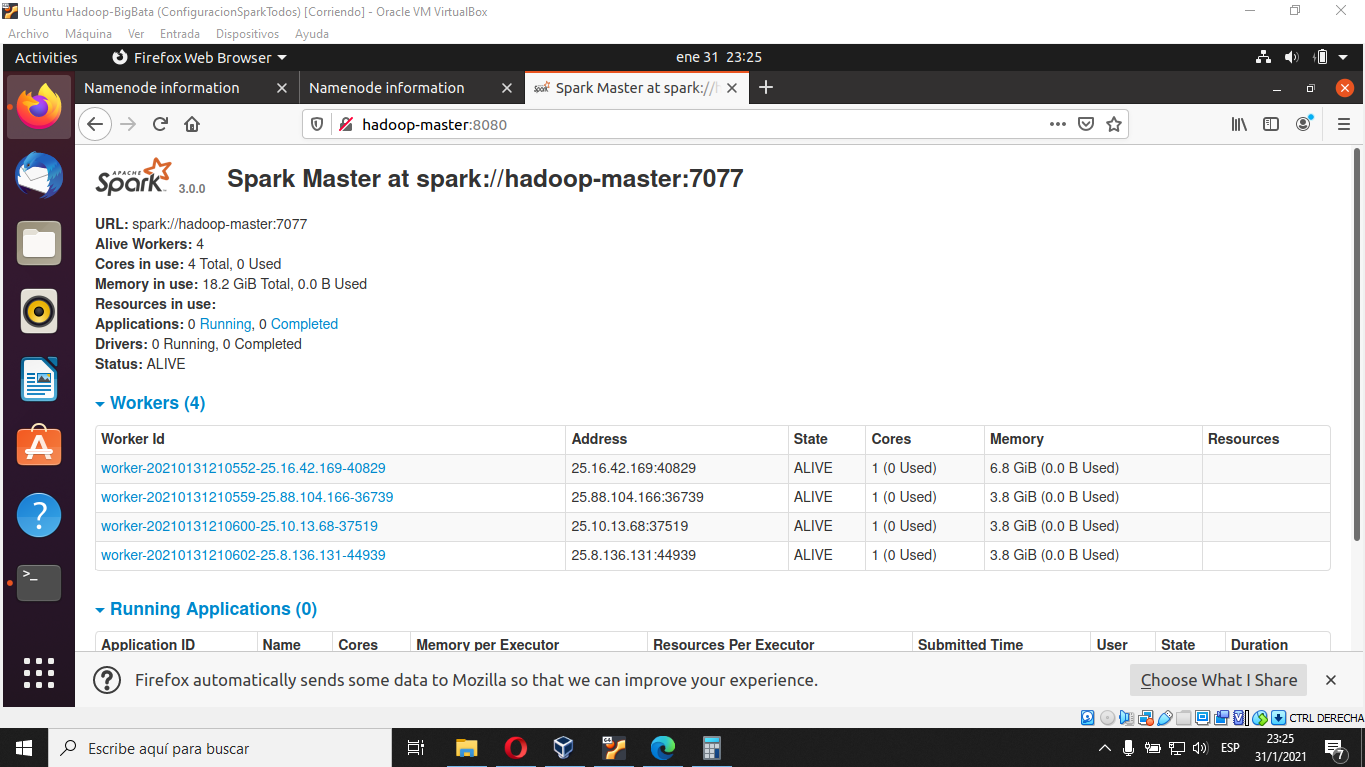 Ubuntu Hadoop-BigBata (ConfiguracionSparkTodos) [Corriendo] - Oracle VM VirtualBox
Archivo Máquina Ver Entrada Dispositivos Ayuda
Activities Firefox Web Browser ene 31 23:25
Namenode information Namenode information Spark Master at spark://h
hadoop-master:8080
APACHE Spark 3.0.0 Spark Master at spark://hadoop-master:7077
URL: spark://hadoop-master:7077
Alive Workers: 4
Cores in use: 4 Total, 0 Used
Memory in use: 18.2 GiB Total, 0.0 B Used
Resources in use:
Applications: 0 Running, 0 Completed
Drivers: 0 Running, 0 Completed
Status: ALIVE
Workers (4)
Worker Id Address State Cores Memory Resources
worker-20210131210552-25.16.42.169-40829 25.16.42.169:40829 ALIVE 1 (0 Used) 6.8 GiB (0.0 B Used)
worker-20210131210559-25.88.104.166-36739 25.88.104.166:36739 ALIVE 1 (0 Used) 3.8 GiB (0.0 B Used)
worker-20210131210600-25.10.13.68-37519 25.10.13.68:37519 ALIVE 1 (0 Used) 3.8 GiB (0.0 B Used)
worker-20210131210602-25.8.136.131-44939 25.8.136.131:44939 ALIVE 1 (0 Used) 3.8 GiB (0.0 B Used)
Running Applications (0)
Application ID Name Cores Memory per Executor Resources Per Executor Submitted Time User State Duration
Firefox automatically sends some data to Mozilla so that we can improve your experience. Choose What I Share
CTRL DERECHA
Escribe aquí para buscar ESP 23:25
31/1/2021 7